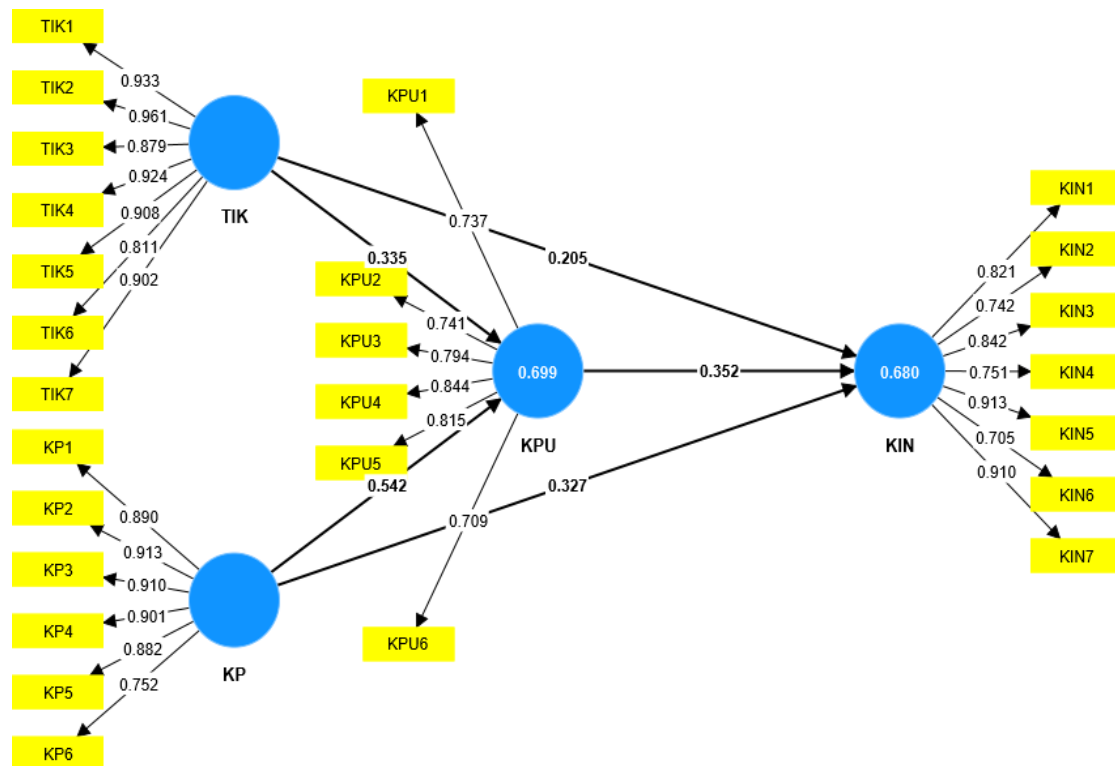 TIK1
TIK2
TIK3
TIK4
TIK5
TIK6
TIK7
0.933
0.961
0.879
0.924
0.908
0.811
0.902
TIK
KP1
KP2
KP3
KP4
KP5
KP6
0.890
0.913
0.910
0.901
0.882
0.752
KP
KPU1
KPU2
KPU3
KPU4
KPU5
KPU6
0.737
0.741
0.794
0.844
0.815
0.709
0.699
KPU
0.335
0.542
0.205
0.352
0.327
0.680
KIN
0.821
0.742
0.842
0.751
0.913
0.705
0.910
KIN1
KIN2
KIN3
KIN4
KIN5
KIN6
KIN7